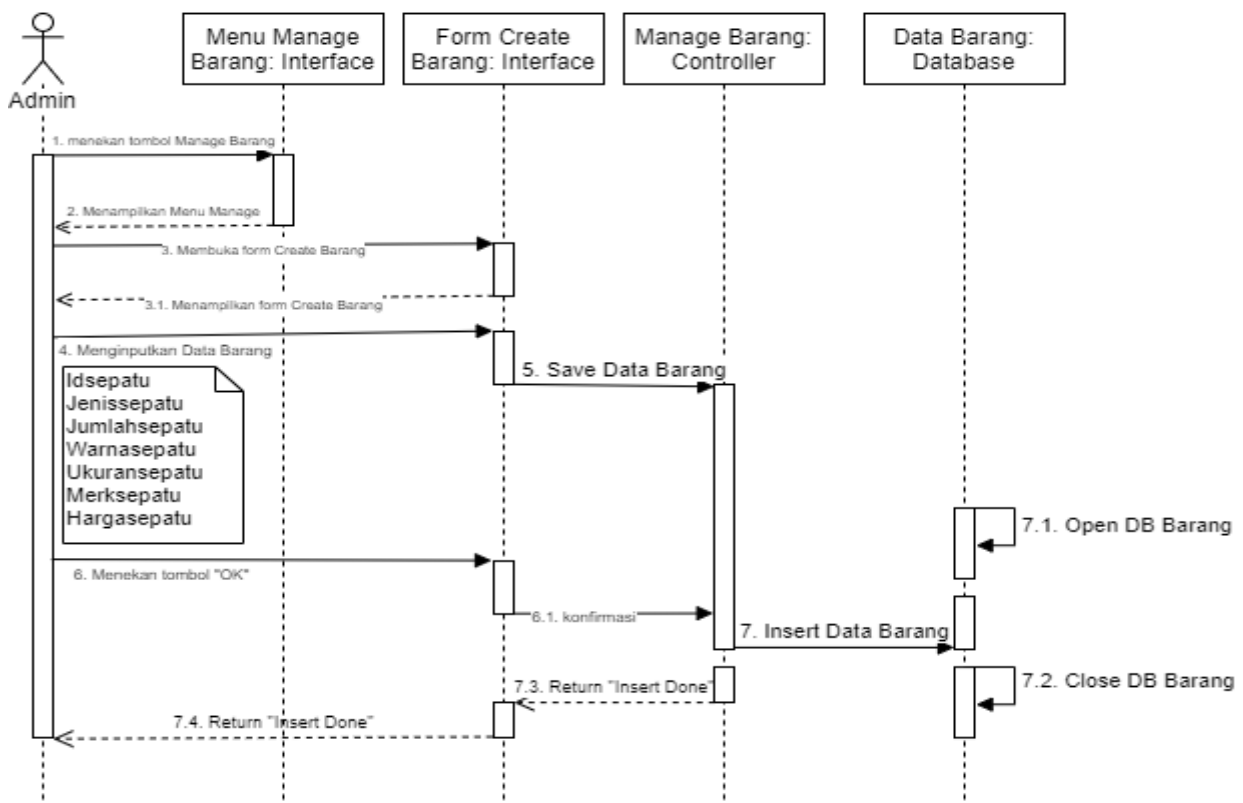 Menu Manage
Barang: Interface
Form Create
Barang: Interface
Manage Barang:
Controller
Data Barang:
Database
Admin
1. menekan tombol Manage Barang
2. Menampilkan Menu Manage
3. Membuka form Create Barang
3.1. Menampilkan form Create Barang
4. Menginputkan Data Barang
5. Save Data Barang
Idsepatu
Jenissepatu
Jumlahsepatu
Warnasepatu
Ukuransepatu
Merksepatu
Hargasepatu
7.1. Open DB Barang
6. Menekan tombol "OK"
6.1. konfirmasi
7. Insert Data Barang
7.2. Close DB Barang
7.3. Return "Insert Done"
7.4. Return "Insert Done"